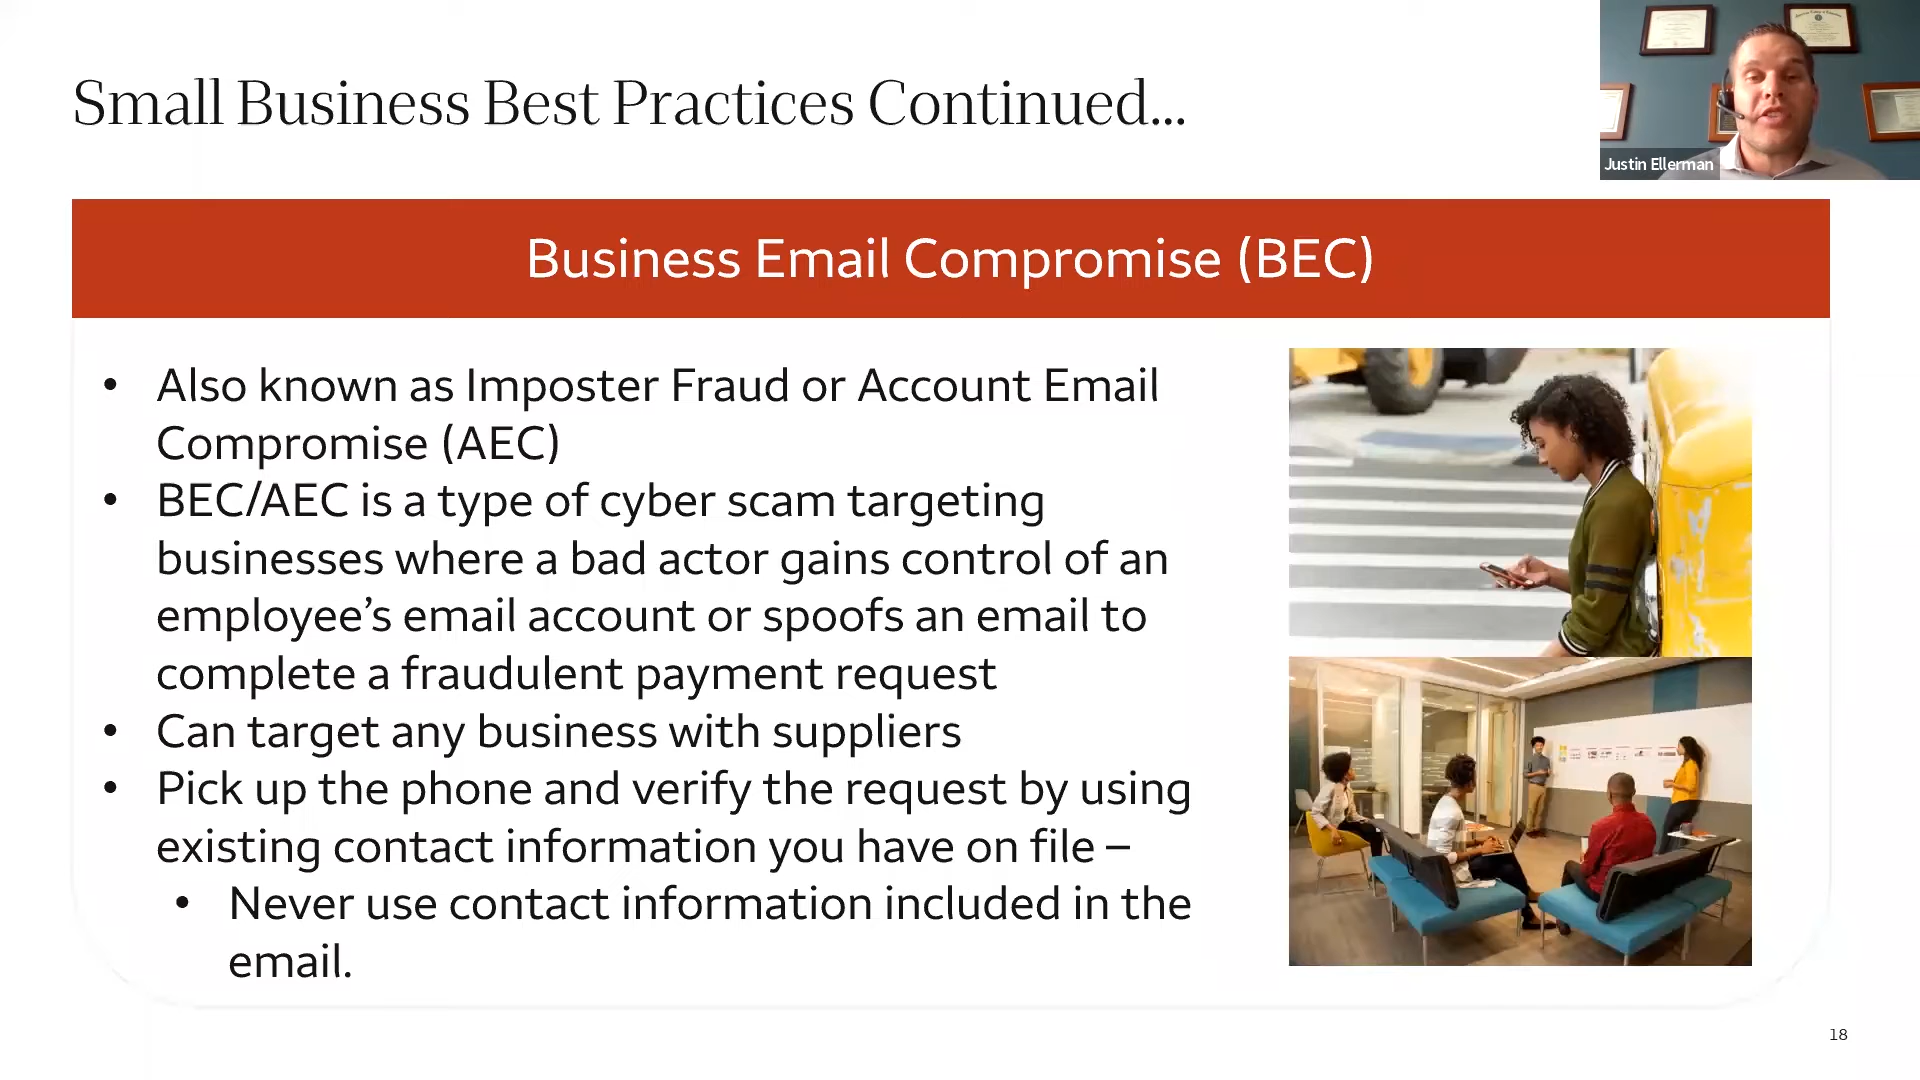 Small Business Best Practices Continued...
Justin Ellerman
Business Email Compromise (BEC)
• Also known as Imposter Fraud or Account Email
Compromise (AEC)
• BEC/AEC is a type of cyber scam targeting
businesses where a bad actor gains control of an
employee’s email account or spoofs an email to
complete a fraudulent payment request
• Can target any business with suppliers
• Pick up the phone and verify the request by using
existing contact information you have on file –
• Never use contact information included in the
email.
18